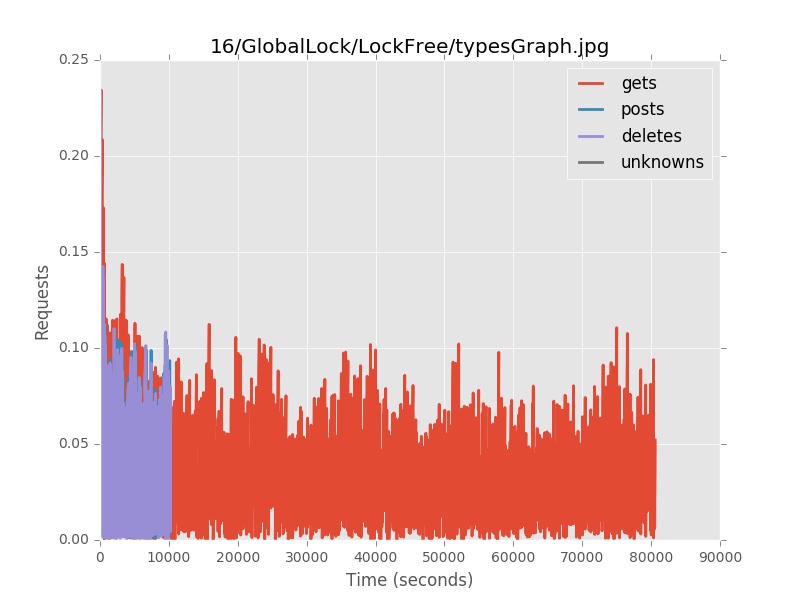 16/GlobalLock/LockFree/typesGraph.jpg
0.25
0.20
0.15
0.10
0.05
0.00
Requests
gets
posts
deletes
unknowns
0 10000 20000 30000 40000 50000 60000 70000 80000 90000
Time (seconds)